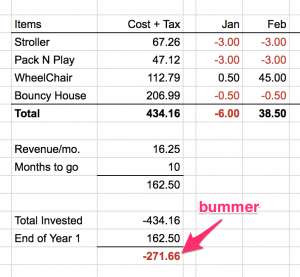 Items Cost + Tax Jan Feb
Stroller 67.26 -3.00 -3.00
Pack N Play 47.12 -3.00 -3.00
WheelChair 112.79 0.50 45.00
Bouncy House 206.99 -0.50 -0.50
Total 434.16 -6.00 38.50
Revenue/mo. 16.25
Months to go 10
162.50
bummer
Total Invested -434.16
End of Year 1 162.50
-271.66